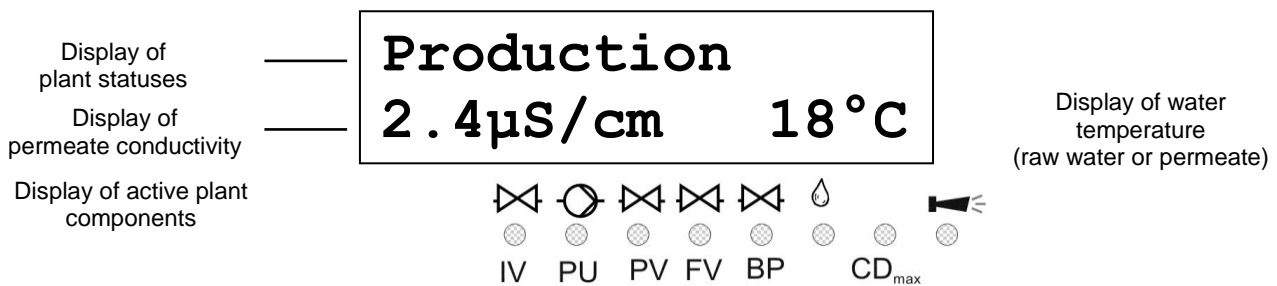 Display of
plant statuses
Production
Display of
permeate conductivity
2.4µS/cm 18°C
Display of water
temperature
(raw water or permeate)
Display of active plant
components
IV PU PV FV BP CDmax